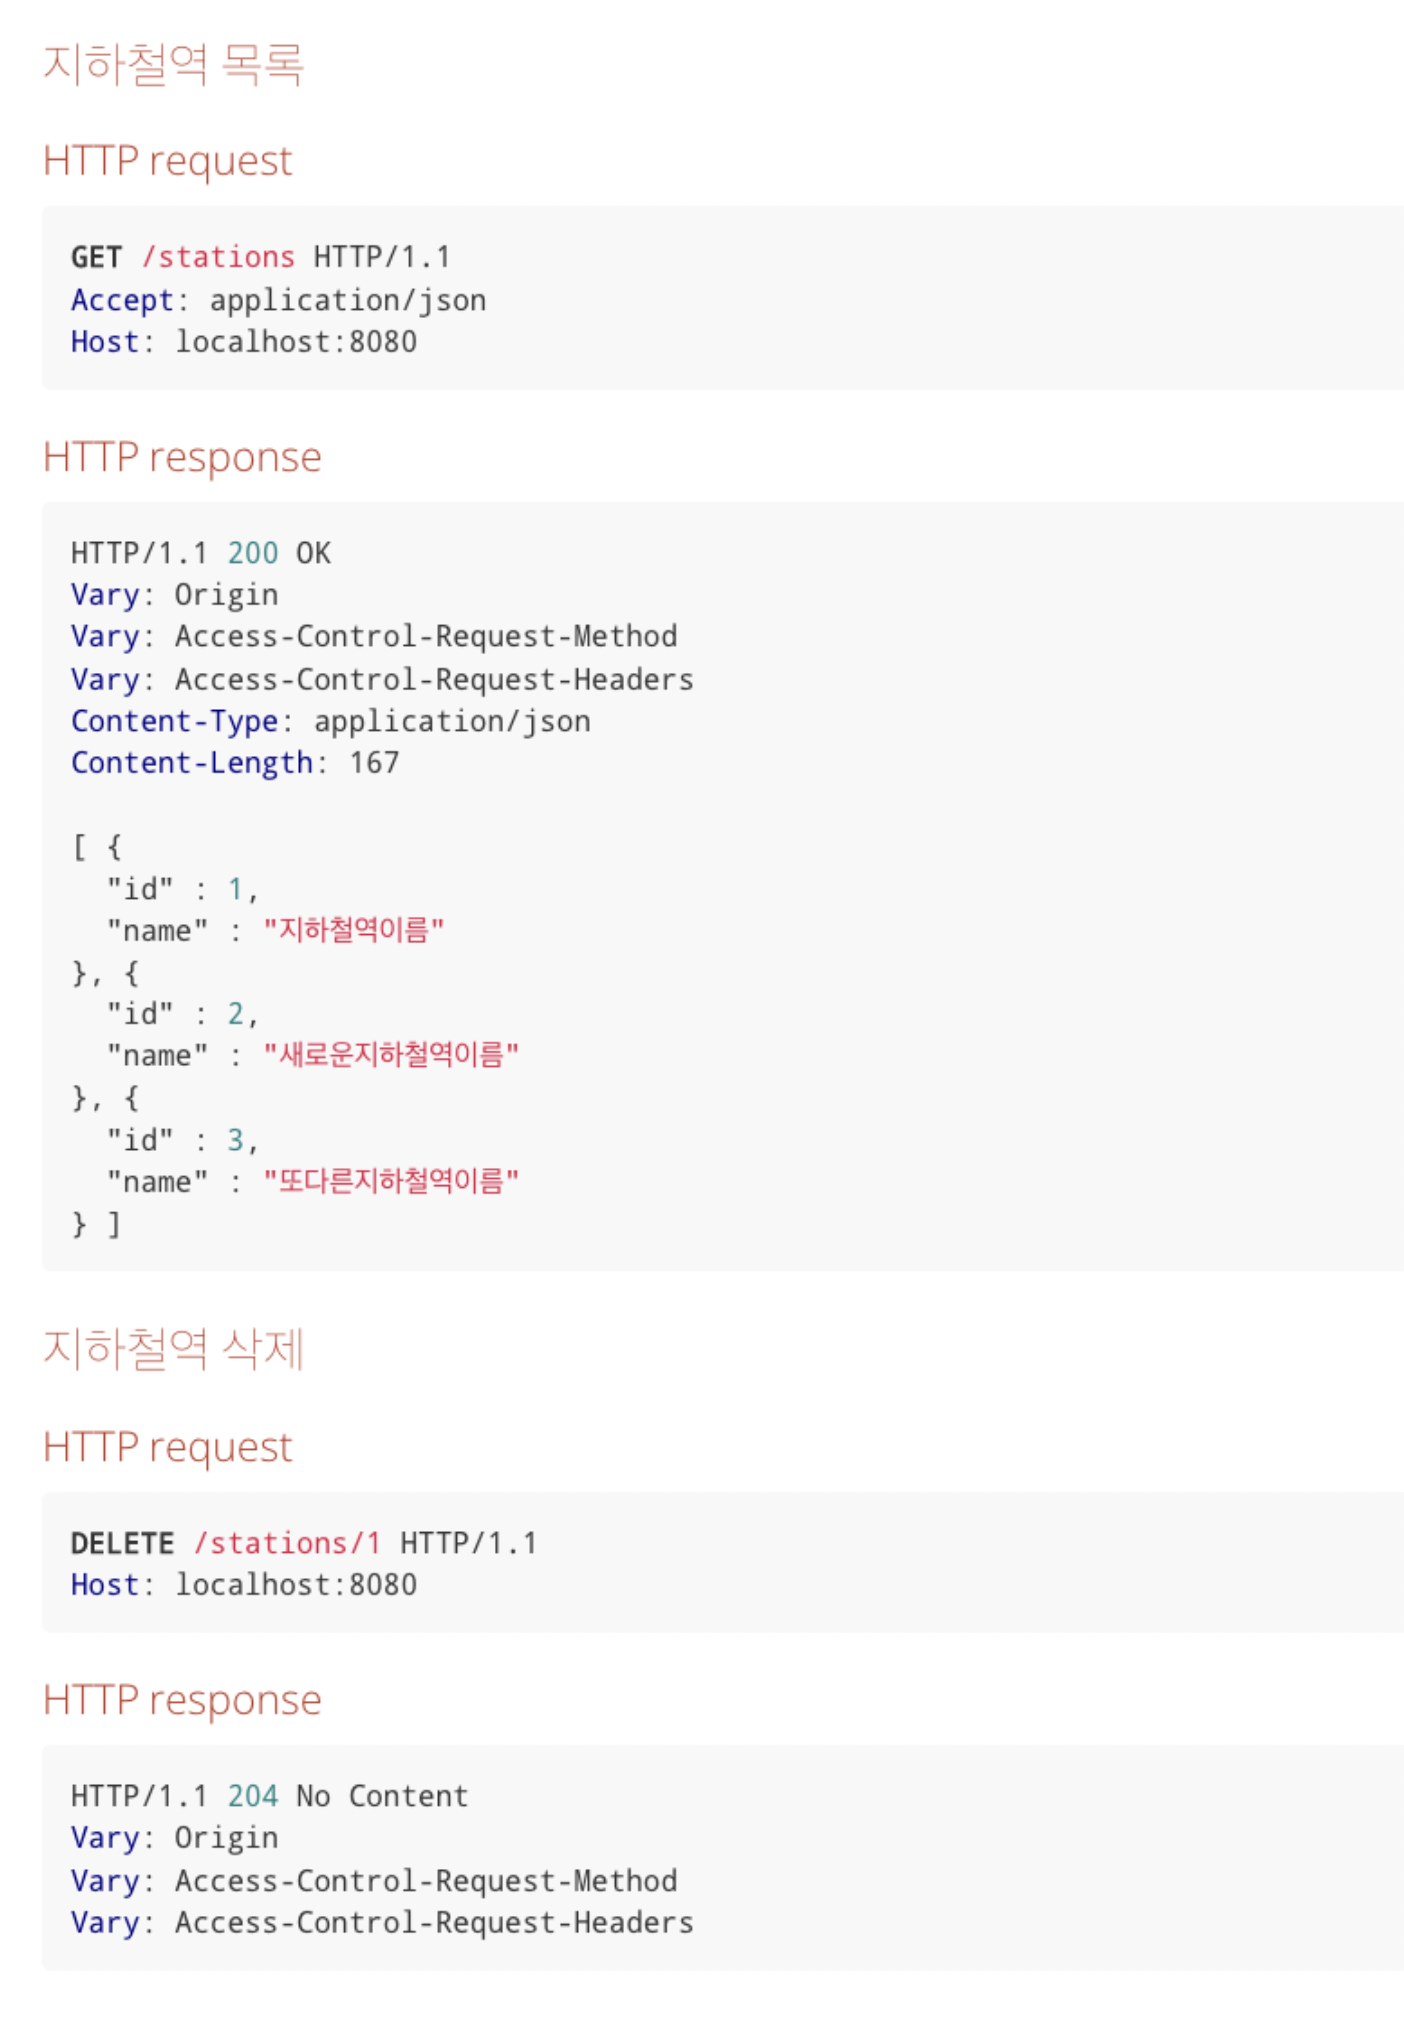 지하철역 목록
HTTP request
GET /stations HTTP/1.1
Accept: application/json
Host: localhost:8080
HTTP response
HTTP/1.1 200 OK
Vary: Origin
Vary: Access-Control-Request-Method
Vary: Access-Control-Request-Headers
Content-Type: application/json
Content-Length: 167
[ {
  "id" : 1,
  "name" : "지하철역이름"
}, {
  "id" : 2,
  "name" : "새로운지하철역이름"
}, {
  "id" : 3,
  "name" : "또다른지하철역이름"
} ]
지하철역 삭제
HTTP request
DELETE /stations/1 HTTP/1.1
Host: localhost:8080
HTTP response
HTTP/1.1 204 No Content
Vary: Origin
Vary: Access-Control-Request-Method
Vary: Access-Control-Request-Headers